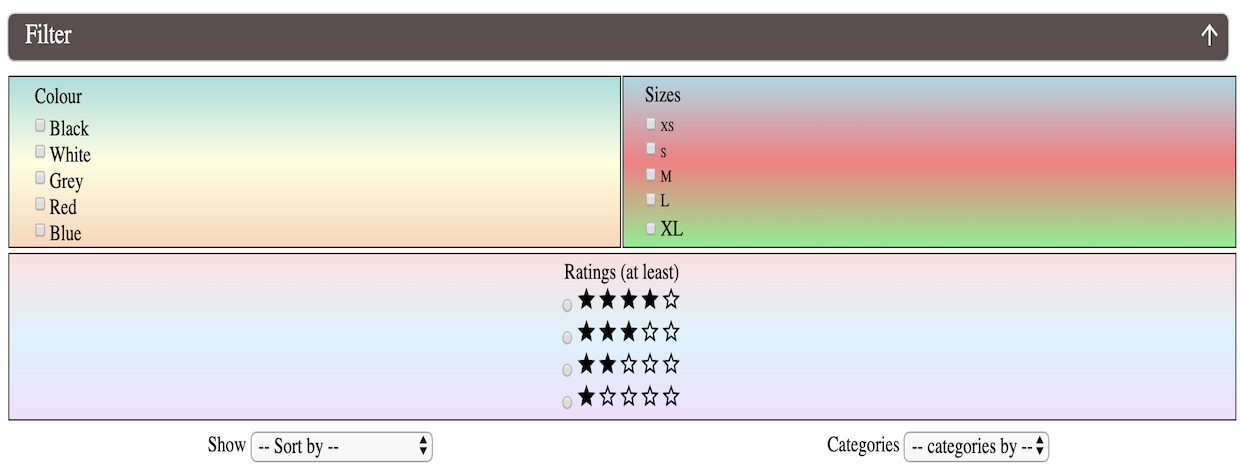 Filter
Colour
Black
White
Grey
Red
Blue
Sizes
xs
s
M
L
XL
Ratings (at least)
Show -- Sort by --
Categories -- categories by --